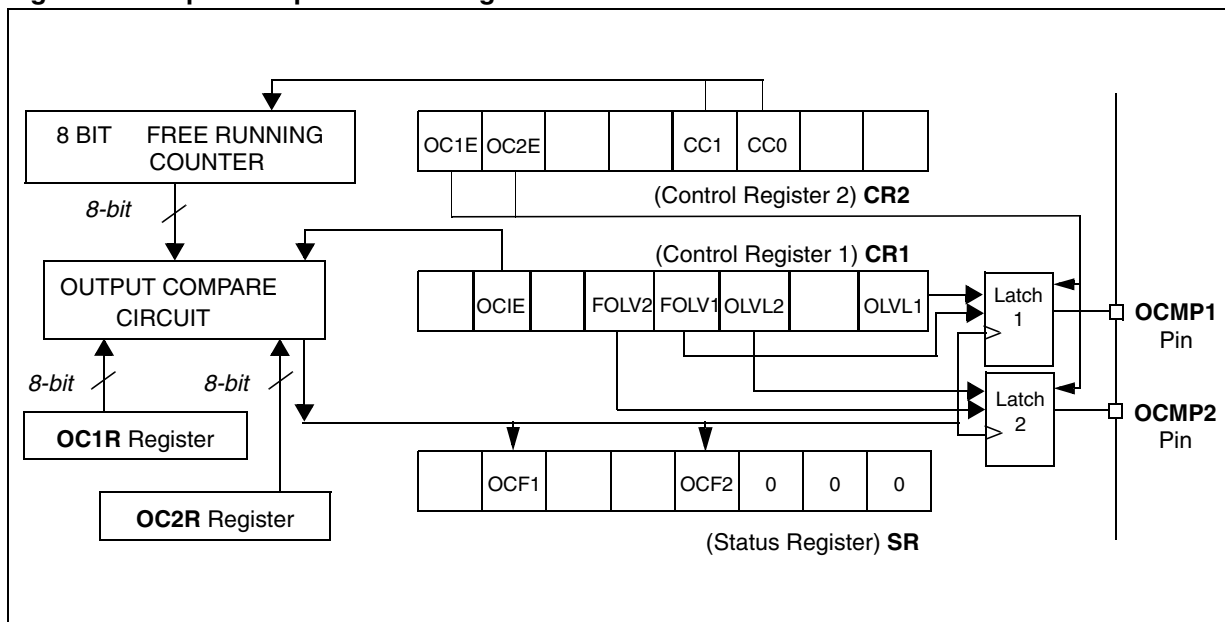 8 BIT FREE RUNNING
COUNTER
OC1E OC2E CC1 CC0
(Control Register 2) CR2
8-bit
(Control Register 1) CR1
OUTPUT COMPARE
CIRCUIT
OCIE FOLV2 FOLV1 OLVL2 OLVL1
Latch
1
OCMP1
Pin
8-bit 8-bit
Latch
2
OCMP2
Pin
OC1R Register
OCF1 OCF2 0 0 0
OC2R Register
(Status Register) SR